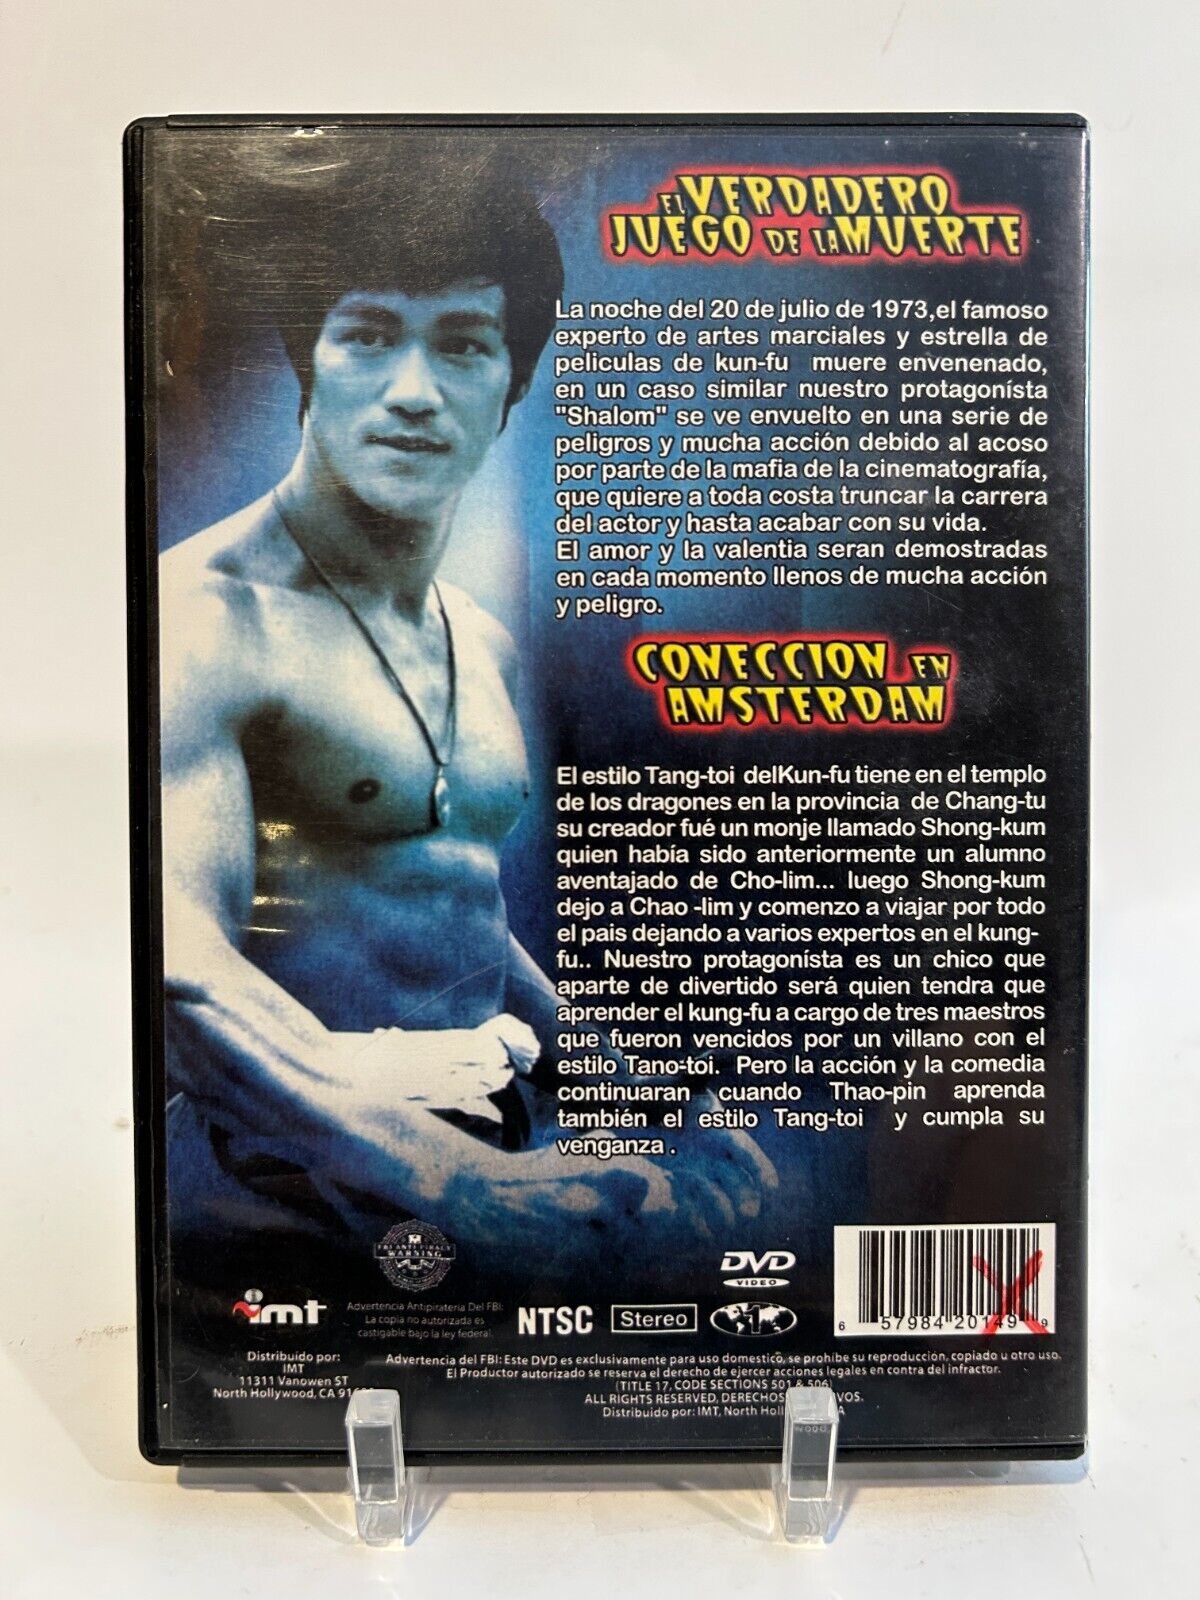 EL VERDADERO
JUEGO DE LA MUERTE
La noche del 20 de julio de 1973,el famoso
experto de artes marciales y estrella de
peliculas de kun-fu muere envenenado,
en un caso similar nuestro protagonísta
"Shalom" se ve envuelto en una serie de
peligros y mucha acción debido al acoso
por parte de la mafia de la cinematografía,
que quiere a toda costa truncar la carrera
del actor y hasta acabar con su vida.
El amor y la valentia seran demostradas
en cada momento llenos de mucha acción
y peligro.
CONECCION EN
AMSTERDAM
El estilo Tang-toi delKun-fu tiene en el templo
de los dragones en la provincia de Chang-tu
su creador fué un monje llamado Shong-kum
quien había sido anteriormente un alumno
aventajado de Cho-lim... luego Shong-kum
dejo a Chao -lim y comenzo a viajar por todo
el pais dejando a varios expertos en el kung-
fu.. Nuestro protagonísta es un chico que
aparte de divertido será quien tendra que
aprender el kung-fu a cargo de tres maestros
que fueron vencidos por un villano con el
estilo Tano-toi. Pero la acción y la comedia
continuaran cuando Thao-pin aprenda
también el estilo Tang-toi y cumpla su
venganza .
FBI ANTI-PIRACY
WARNING
imt
Advertencia Antipirateria Del FBI:
La copia no autorizada es
castigable bajo la ley federal.
NTSC
Stereo
DVD
VIDEO
1
6 57984 20149 9
Distribuido por:
IMT
11311 Vanowen ST
North Hollywood, CA
Advertencia del FBI: Este DVD es exclusivamente para uso domestico, se prohibe su reproducción, copiado u otro uso.
El Productor autorizado se reserva el derecho de ejercer acciones legales en contra del infractor.
(TITLE 17, CODE SECTIONS 501 & 506)
ALL RIGHTS RESERVED,
Distribuido por: IMT, North